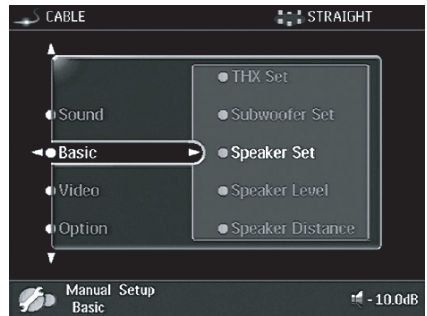 CABLE
STRAIGHT
THX Set
Sound
Subwoofer Set
Basic
Speaker Set
Video
Speaker Level
Option
Speaker Distance
Manual Setup
Basic
-10.0dB